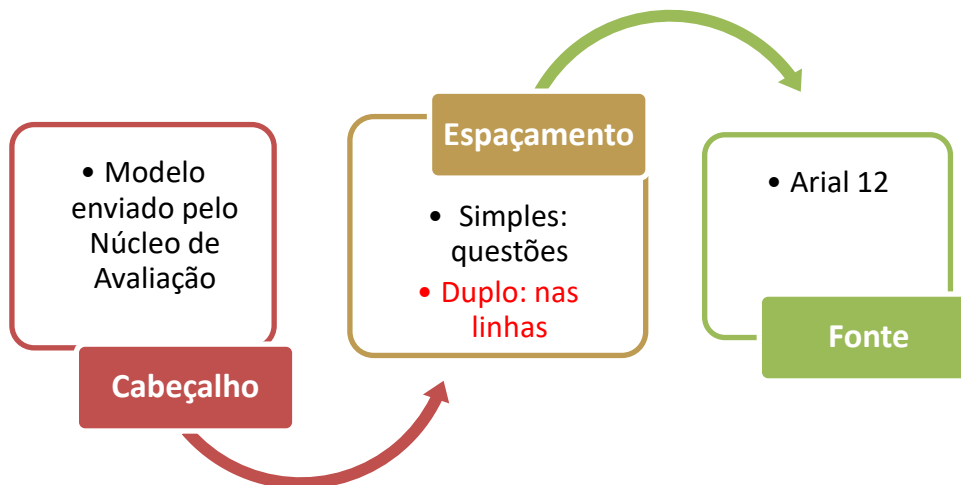 • Modelo
enviado pelo
Núcleo de
Avaliação
Cabeçalho
Espaçamento
• Simples:
questões
• Duplo: nas
linhas
• Arial 12
Fonte